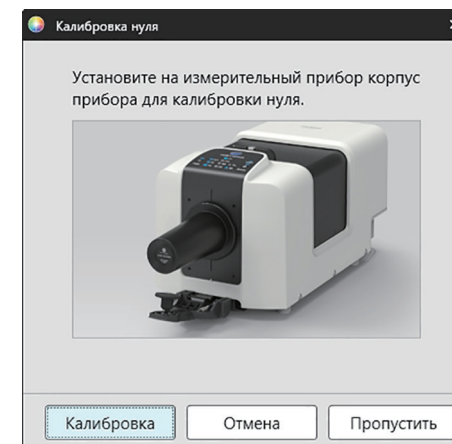 Калибровка нуля
Установите на измерительный прибор корпус
прибора для калибровки нуля.
Калибровка
Отмена
Пропустить